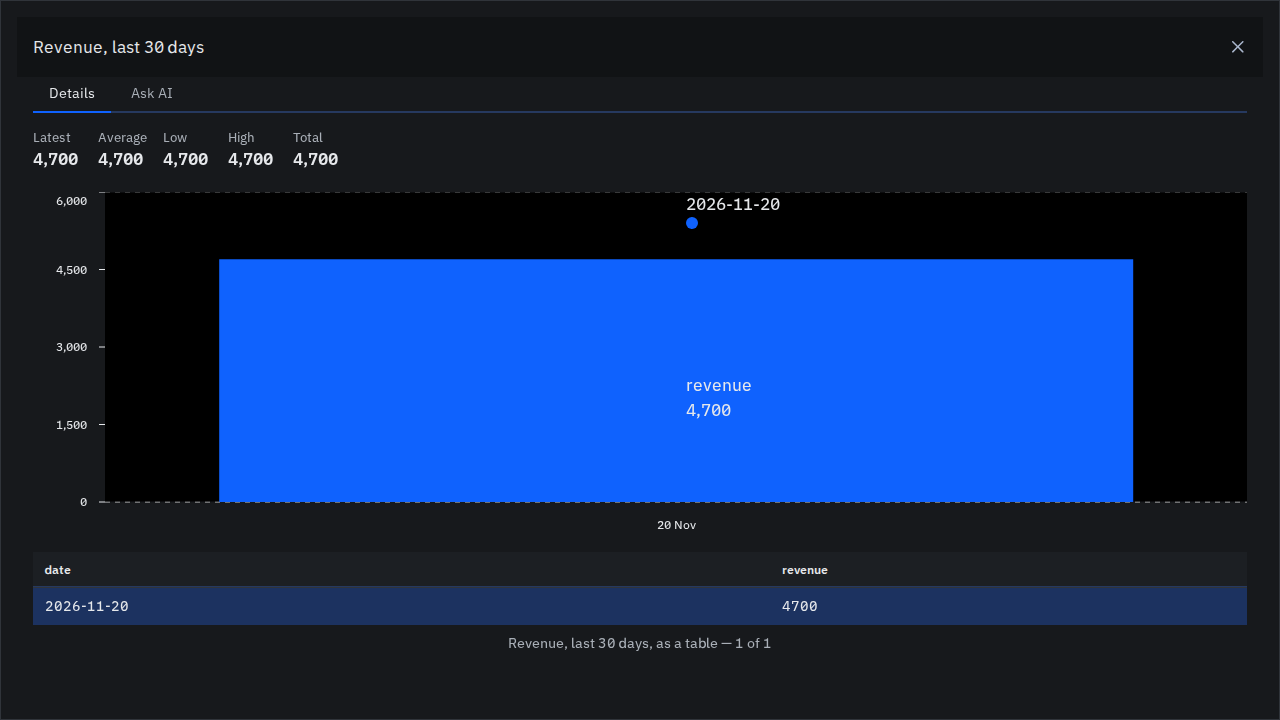 Revenue, last 30 days
Details Ask AI
Latest Average Low High Total
4,700 4,700 4,700 4,700 4,700
6,000
2026-11-20
4,500
3,000
revenue
4,700
1,500
0
20 Nov
date revenue
2026-11-20 4700
Revenue, last 30 days, as a table — 1 of 1